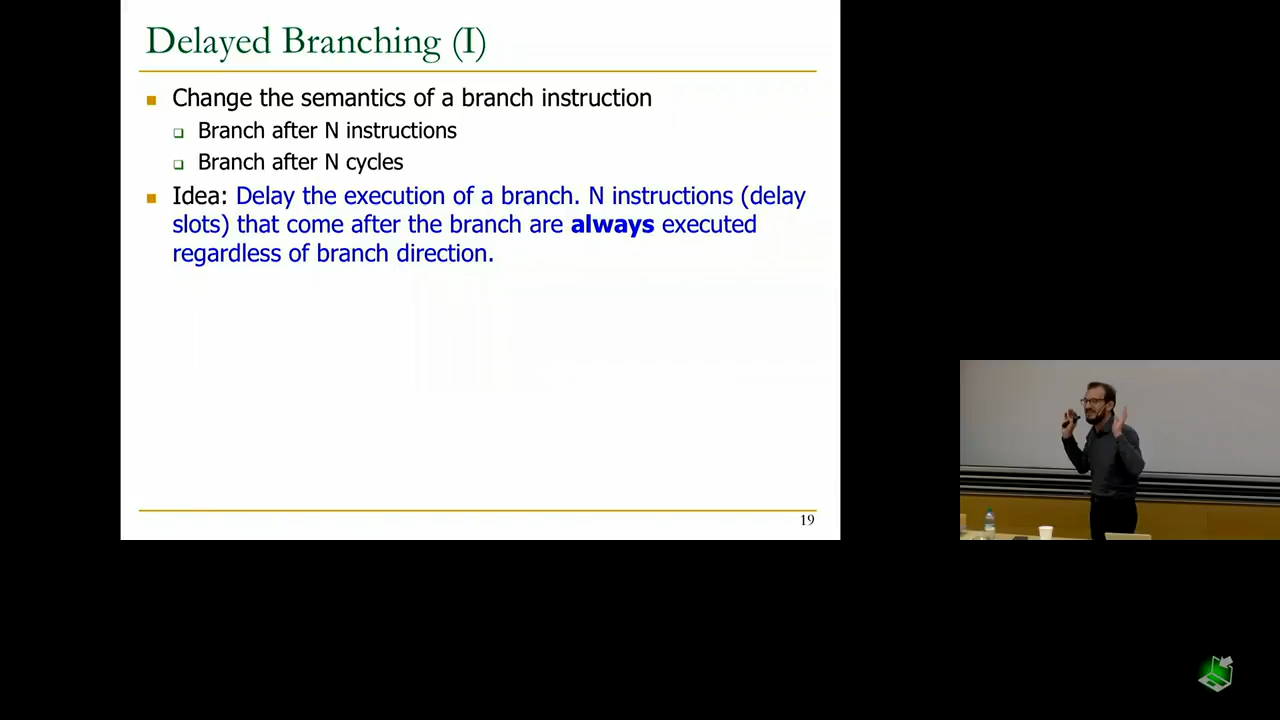 Delayed Branching (I)
Change the semantics of a branch instruction
Branch after N instructions
Branch after N cycles
Idea: Delay the execution of a branch. N instructions (delay
slots) that come after the branch are always executed
regardless of branch direction.
19